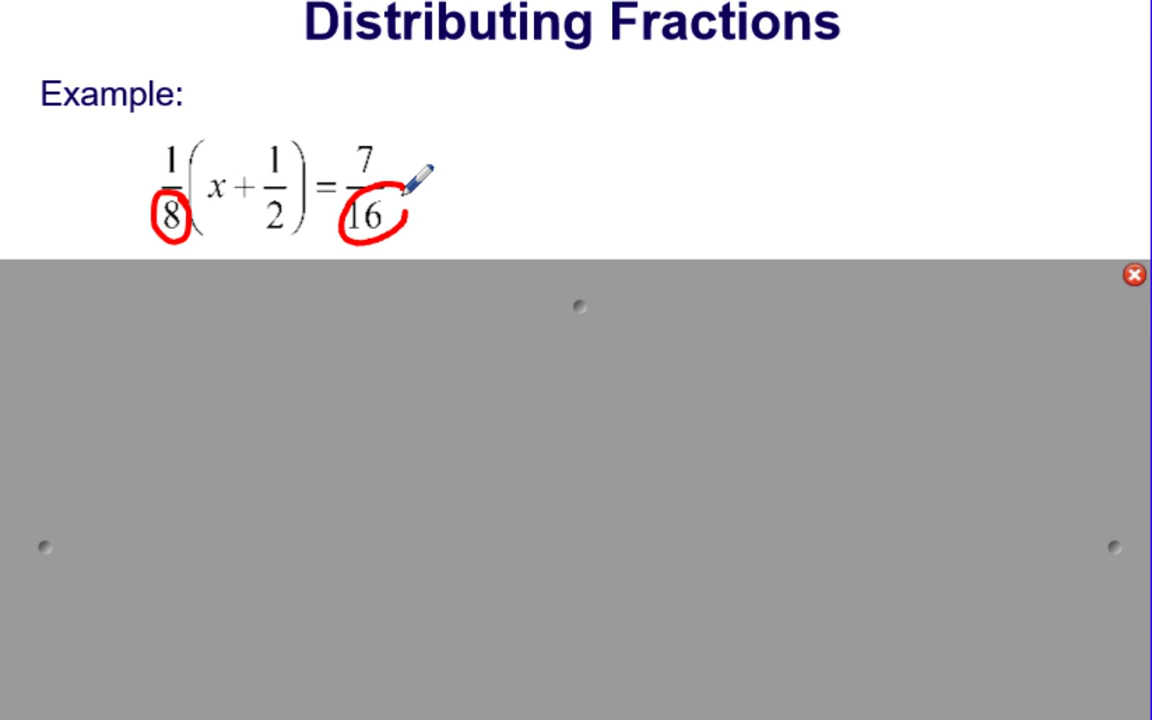 Distributing Fractions
Example:
1/8 ( x + 1/2 ) = 7/16